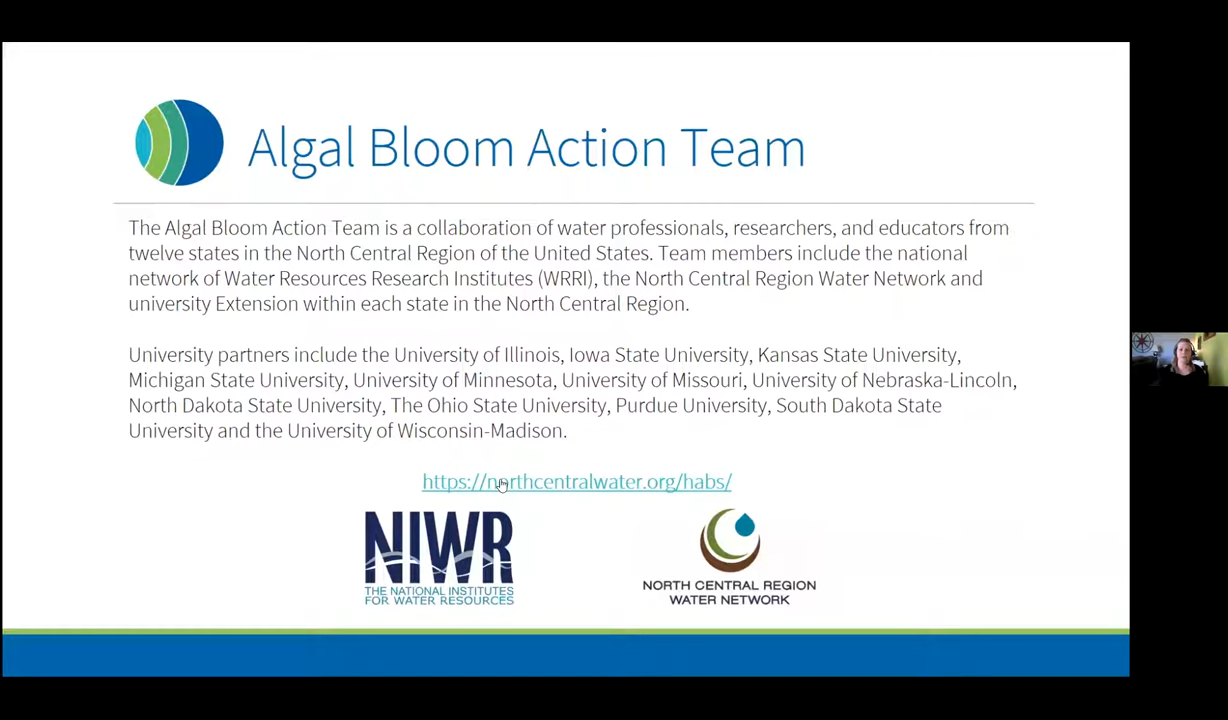 Algal Bloom Action Team
The Algal Bloom Action Team is a collaboration of water professionals, researchers, and educators from
twelve states in the North Central Region of the United States. Team members include the national
network of Water Resources Research Institutes (WRRI), the North Central Region Water Network and
university Extension within each state in the North Central Region.
University partners include the University of Illinois, Iowa State University, Kansas State University,
Michigan State University, University of Minnesota, University of Missouri, University of Nebraska-Lincoln,
North Dakota State University, The Ohio State University, Purdue University, South Dakota State
University and the University of Wisconsin-Madison.
https://northcentralwater.org/habs/
NIWR
THE NATIONAL INSTITUTES
FOR WATER RESOURCES
NORTH CENTRAL REGION
WATER NETWORK